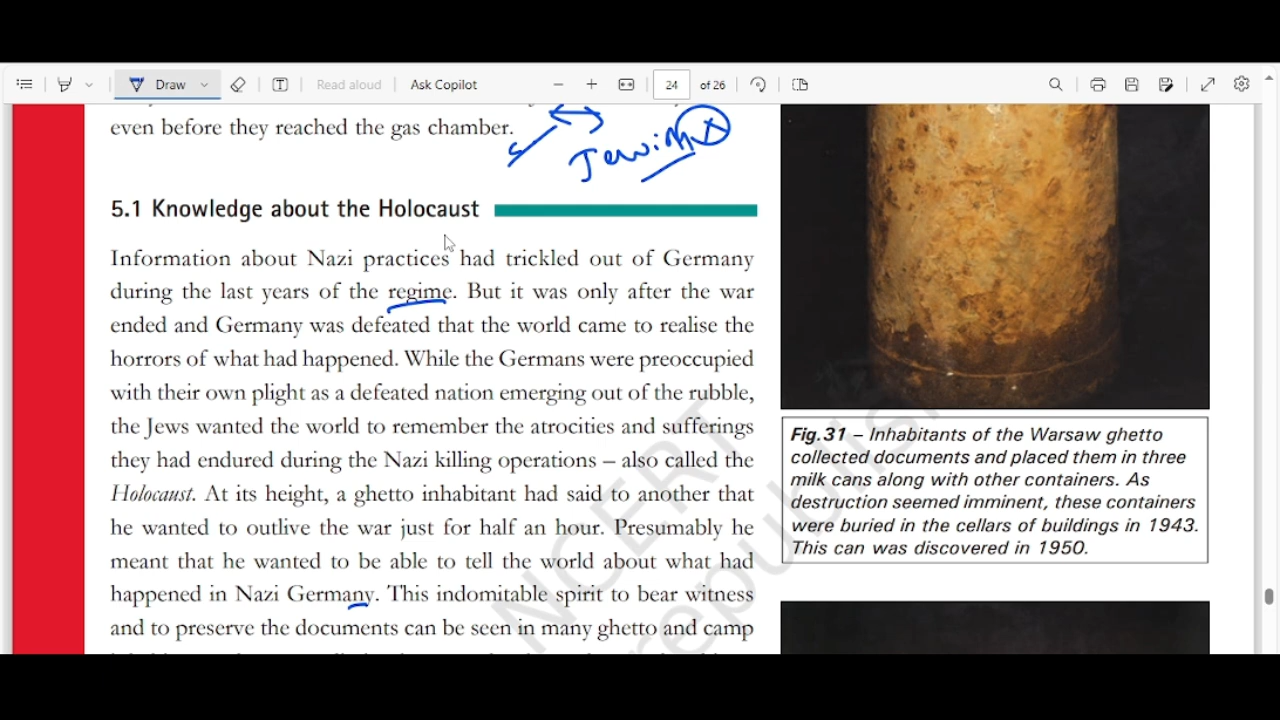 Draw
Read aloud
Ask Copilot
24
of 26
even before they reached the gas chamber.
Jewish
5.1 Knowledge about the Holocaust
Information about Nazi practices had trickled out of Germany
during the last years of the regime. But it was only after the war
ended and Germany was defeated that the world came to realise the
horrors of what had happened. While the Germans were preoccupied
with their own plight as a defeated nation emerging out of the rubble,
the Jews wanted the world to remember the atrocities and sufferings
they had endured during the Nazi killing operations – also called the
Holocaust. At its height, a ghetto inhabitant had said to another that
he wanted to outlive the war just for half an hour. Presumably he
meant that he wanted to be able to tell the world about what had
happened in Nazi Germany. This indomitable spirit to bear witness
and to preserve the documents can be seen in many ghetto and camp
Fig.31 – Inhabitants of the Warsaw ghetto
collected documents and placed them in three
milk cans along with other containers. As
destruction seemed imminent, these containers
were buried in the cellars of buildings in 1943.
This can was discovered in 1950.
NCERT
republish